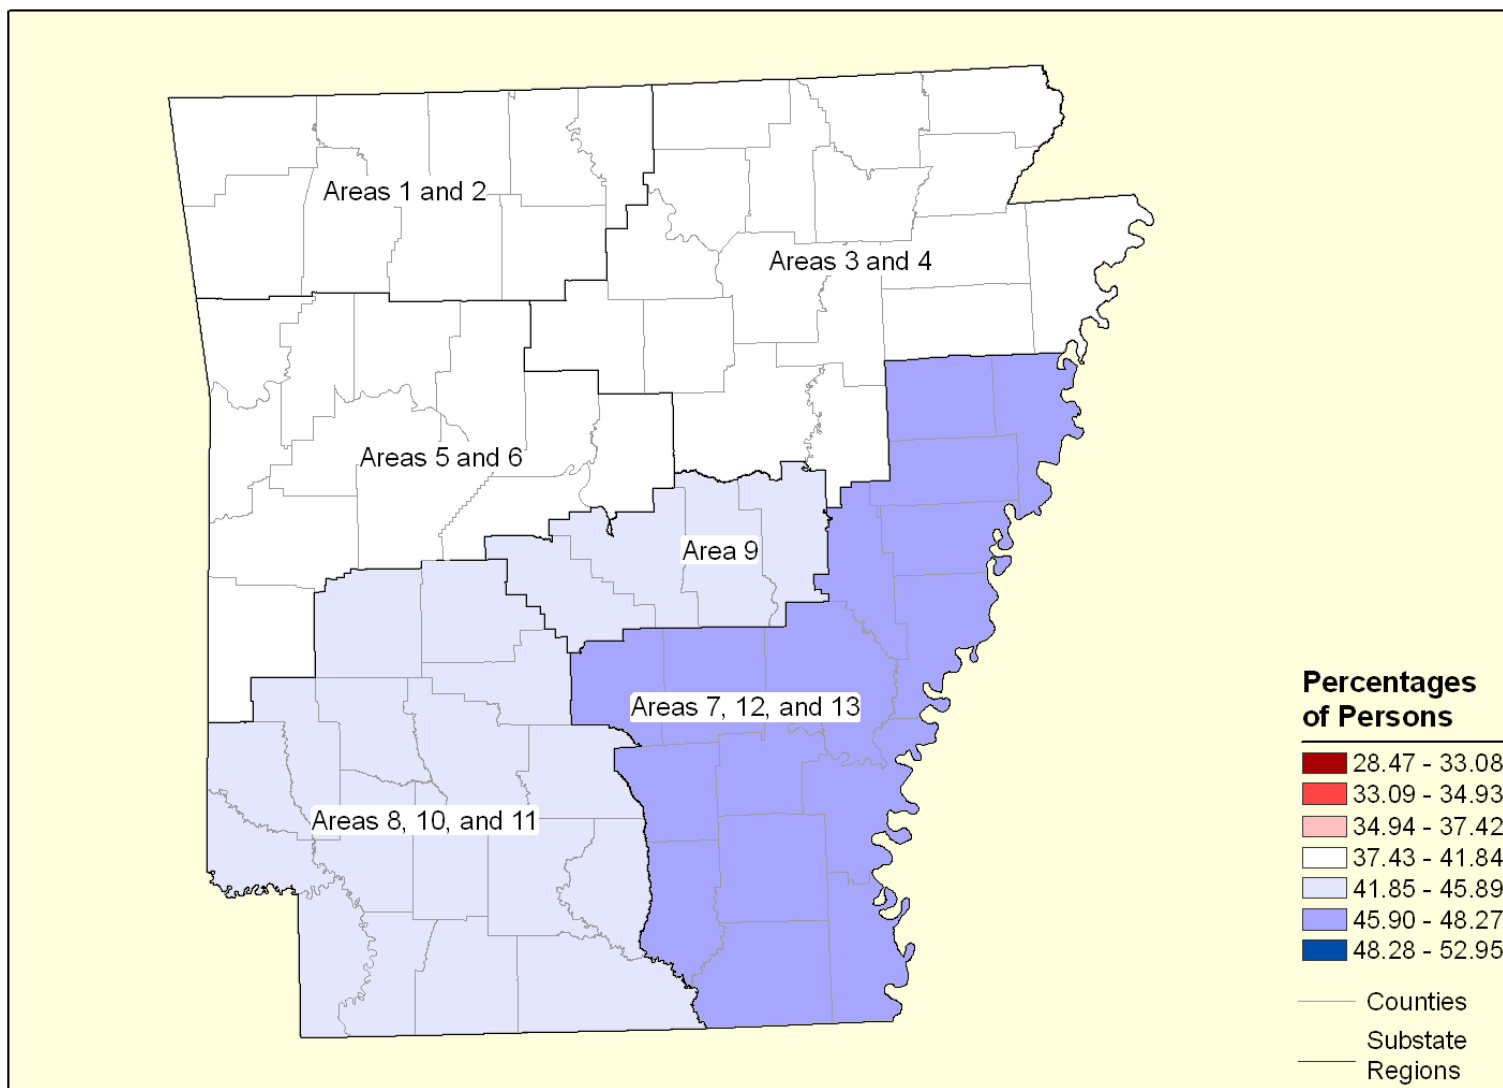 Areas 1 and 2
Areas 3 and 4
Areas 5 and 6
Area 9
Areas 7, 12, and 13
Areas 8, 10, and 11
Percentages
of Persons
28.47 - 33.08
33.09 - 34.93
34.94 - 37.42
37.43 - 41.84
41.85 - 45.89
45.90 - 48.27
48.28 - 52.95
Counties
Substate
Regions